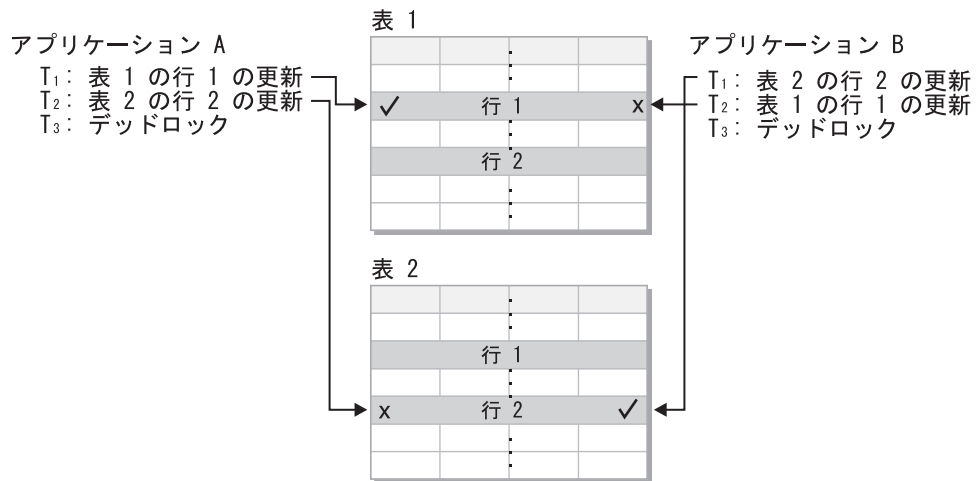 アプリケーション A
T₁: 表 1 の行 1 の更新
T₂: 表 2 の行 2 の更新
T₃: デッドロック
表 1
✓ 行 1 x
行 2
アプリケーション B
T₁: 表 2 の行 2 の更新
T₂: 表 1 の行 1 の更新
T₃: デッドロック
表 2
行 1
x 行 2 ✓